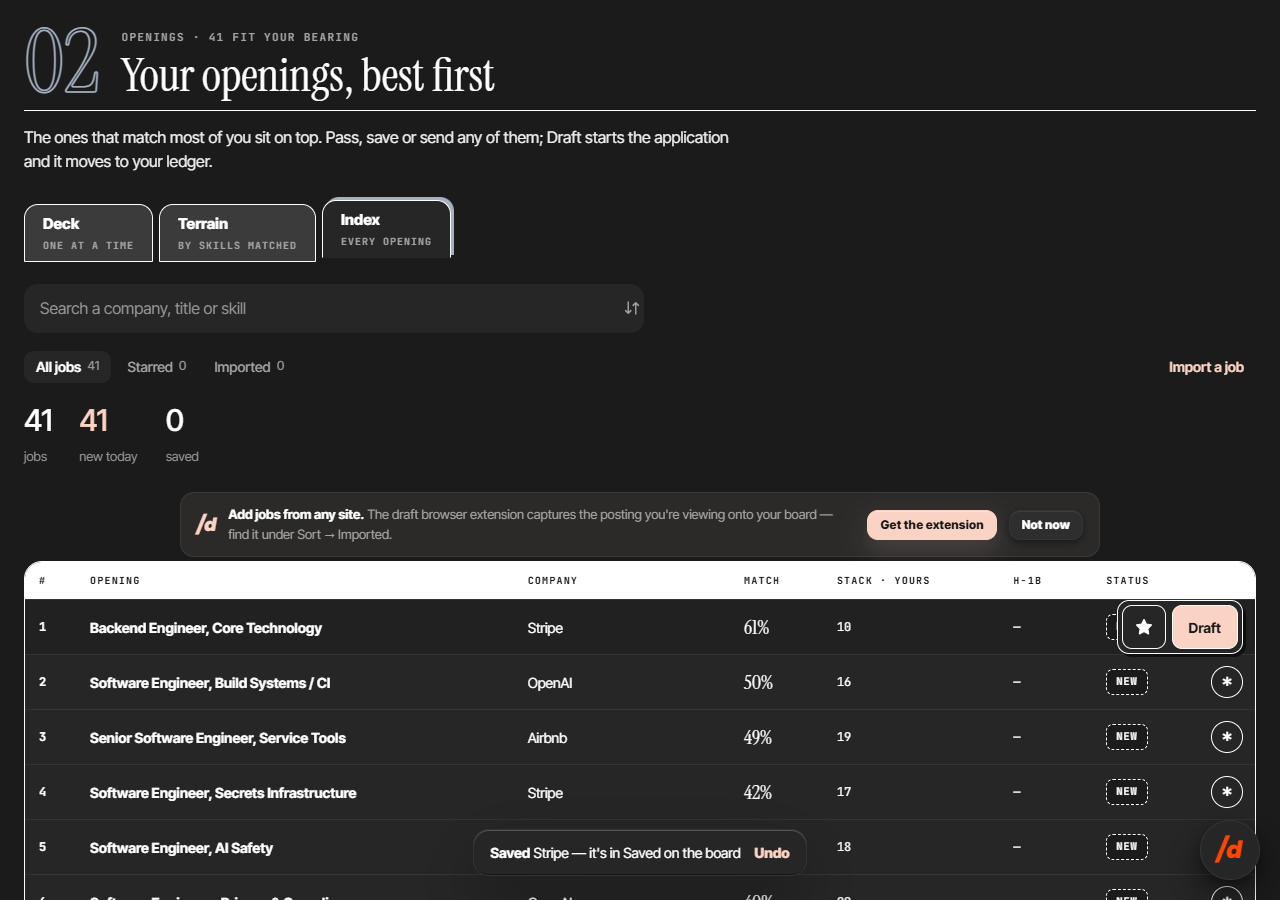 02
OPENINGS · 41 FIT YOUR BEARING
Your openings, best first
The ones that match most of you sit on top. Pass, save or send any of them; Draft starts the application
and it moves to your ledger.
Deck
ONE AT A TIME
Terrain
BY SKILLS MATCHED
Index
EVERY OPENING
Search a company, title or skill
All jobs 41
Starred 0
Imported 0
Import a job
41
jobs
41
new today
0
saved
/d
Add jobs from any site. The draft browser extension captures the posting you're viewing onto your board —
find it under Sort → Imported.
Get the extension
Not now
# OPENING COMPANY MATCH STACK · YOURS H-1B STATUS
1 Backend Engineer, Core Technology Stripe 61% 10 — Draft
2 Software Engineer, Build Systems / CI OpenAI 50% 16 — NEW *
3 Senior Software Engineer, Service Tools Airbnb 49% 19 — NEW *
4 Software Engineer, Secrets Infrastructure Stripe 42% 17 — NEW *
5 Software Engineer, AI Safety 18 — NEW
Saved Stripe — it's in Saved on the board Undo
/d